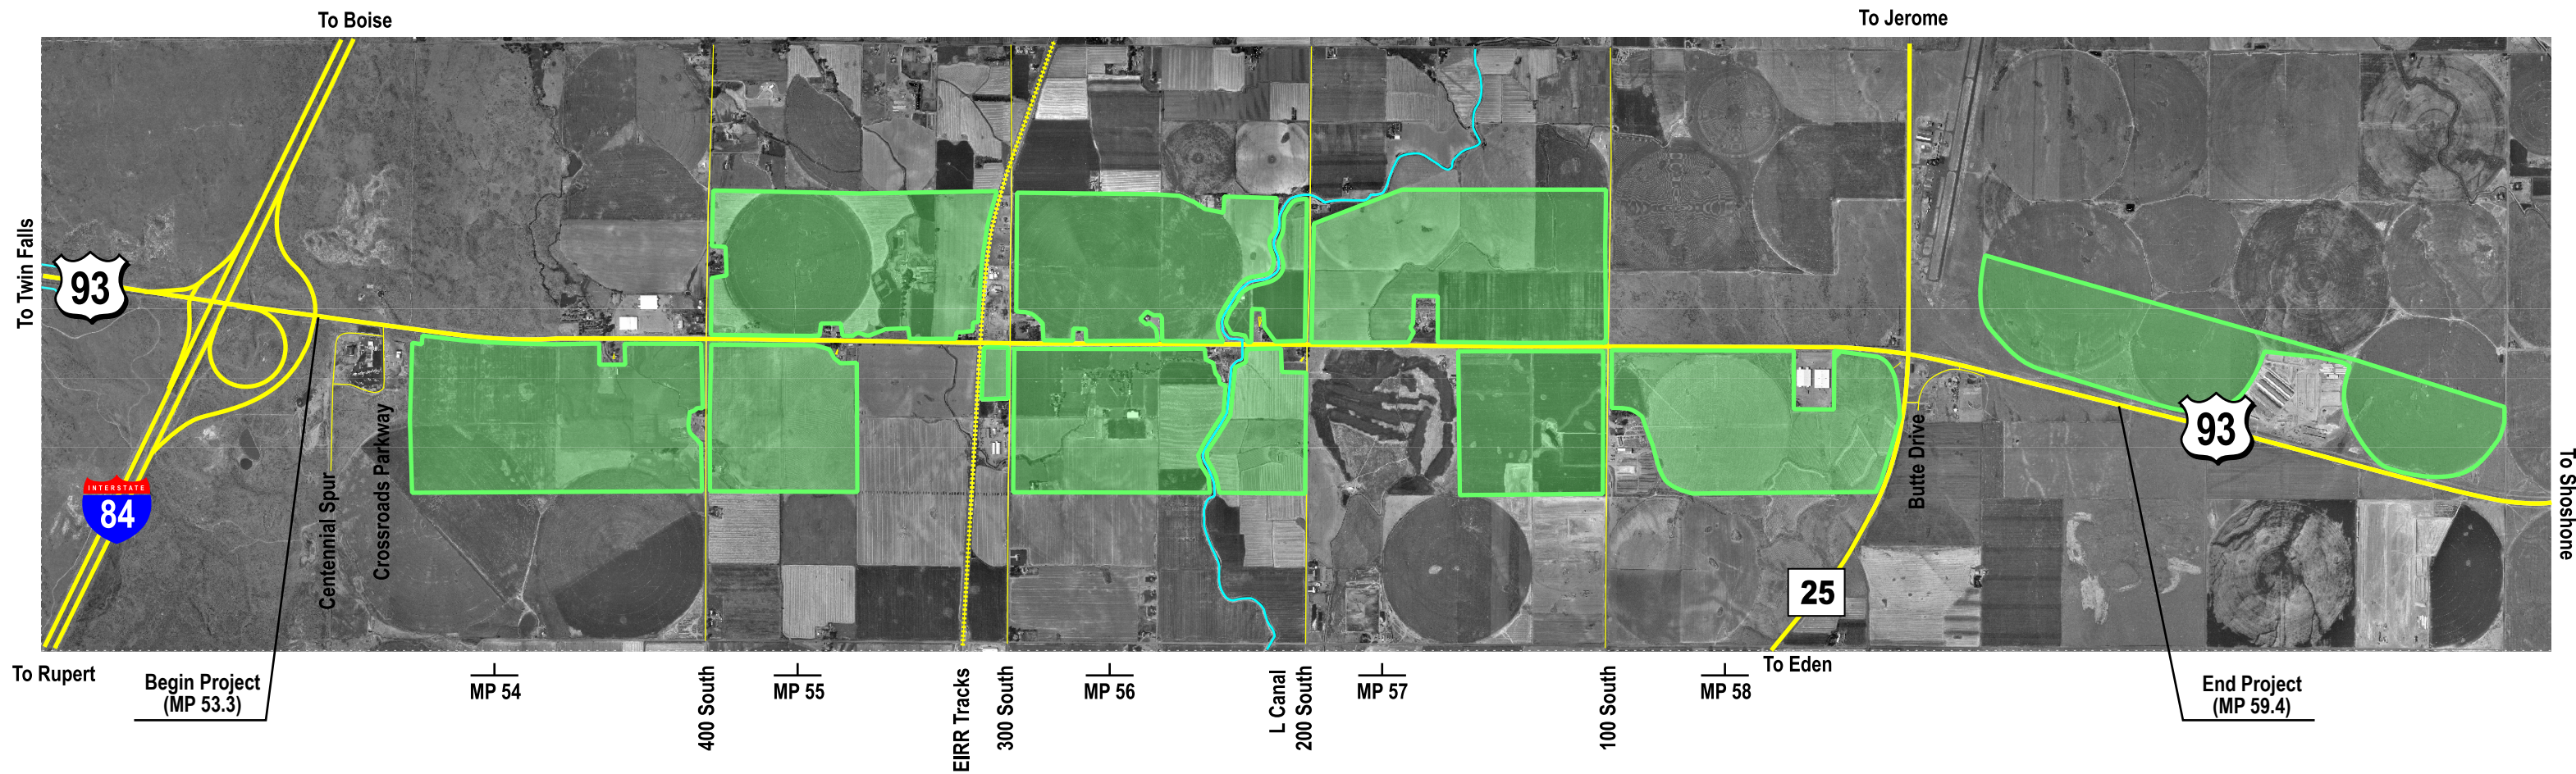 To Boise
To Jerome
To Twin Falls
93
INTERSTATE
84
Centennial Spur
Crossroads Parkway
Butte Drive
93
To Shoshone
25
To Rupert
To Eden
Begin Project
(MP 53.3)
MP 54
400 South
MP 55
EIRR Tracks
300 South
MP 56
L Canal
200 South
MP 57
100 South
MP 58
End Project
(MP 59.4)